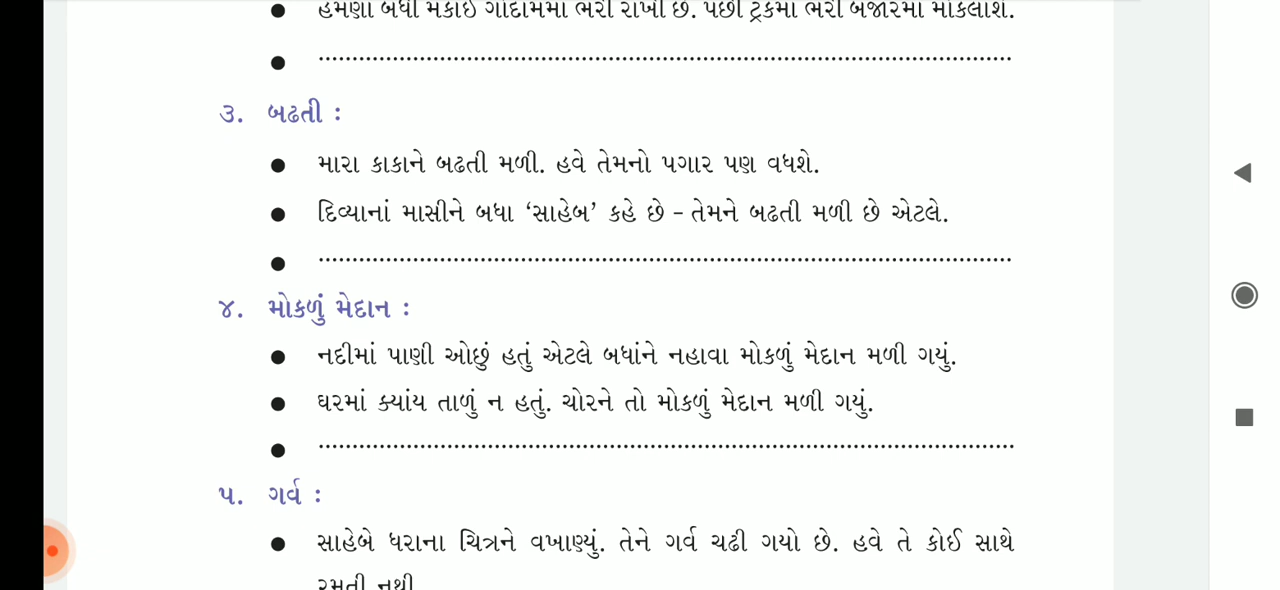 ● હમણાં બધી મકાઈ ગોદામમાં ભરી રાખી છે. પછી ટ્રકમાં ભરી બજારમાં મોકલાશે.
● ................................................................................
૩. બઢતી :
● મારા કાકાને બઢતી મળી. હવે તેમનો પગાર પણ વધશે.
● દિવ્યાનાં માસીને બધા ‘સાહેબ’ કહે છે – તેમને બઢતી મળી છે એટલે.
● ................................................................................
૪. મોકળું મેદાન :
● નદીમાં પાણી ઓછું હતું એટલે બધાંને નહાવા મોકળું મેદાન મળી ગયું.
● ઘરમાં ક્યાંય તાળું ન હતું. ચોરને તો મોકળું મેદાન મળી ગયું.
● ................................................................................
૫. ગર્વ :
● સાહેબે ધરાના ચિત્રને વખાણ્યું. તેને ગર્વ ચઢી ગયો છે. હવે તે કોઈ સાથે
રમતી નથી